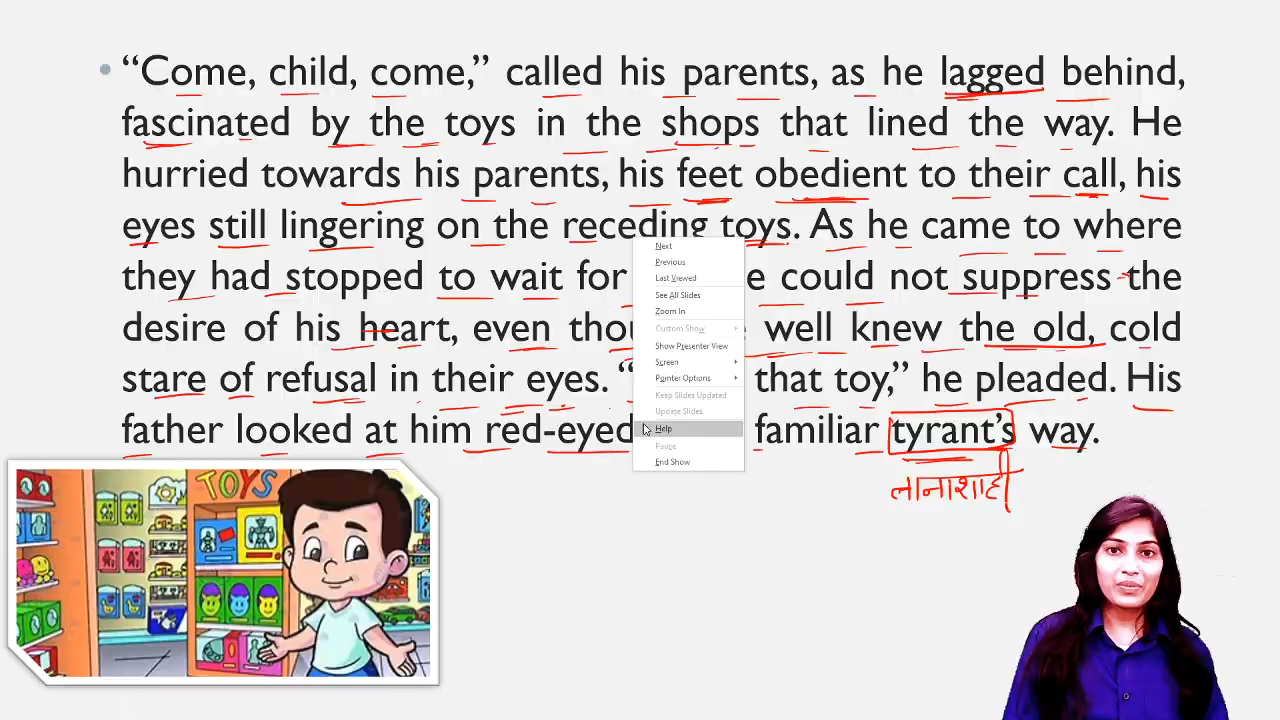 “Come, child, come,” called his parents, as he lagged behind,
fascinated by the toys in the shops that lined the way. He
hurried towards his parents, his feet obedient to their call, his
eyes still lingering on the receding toys. As he came to where
they had stopped to wait for e could not suppress the
desire of his heart, even thou well knew the old, cold
stare of refusal in their eyes. “ that toy,” he pleaded. His
father looked at him red-eyed familiar tyrant’s way.
Next
Previous
Last Viewed
See All Slides
Zoom In
Custom Show
Show Presenter View
Screen
Pointer Options
Keep Slides Updated
Update Slides
Help
Pause
End Show
तानाशाही
TOYS